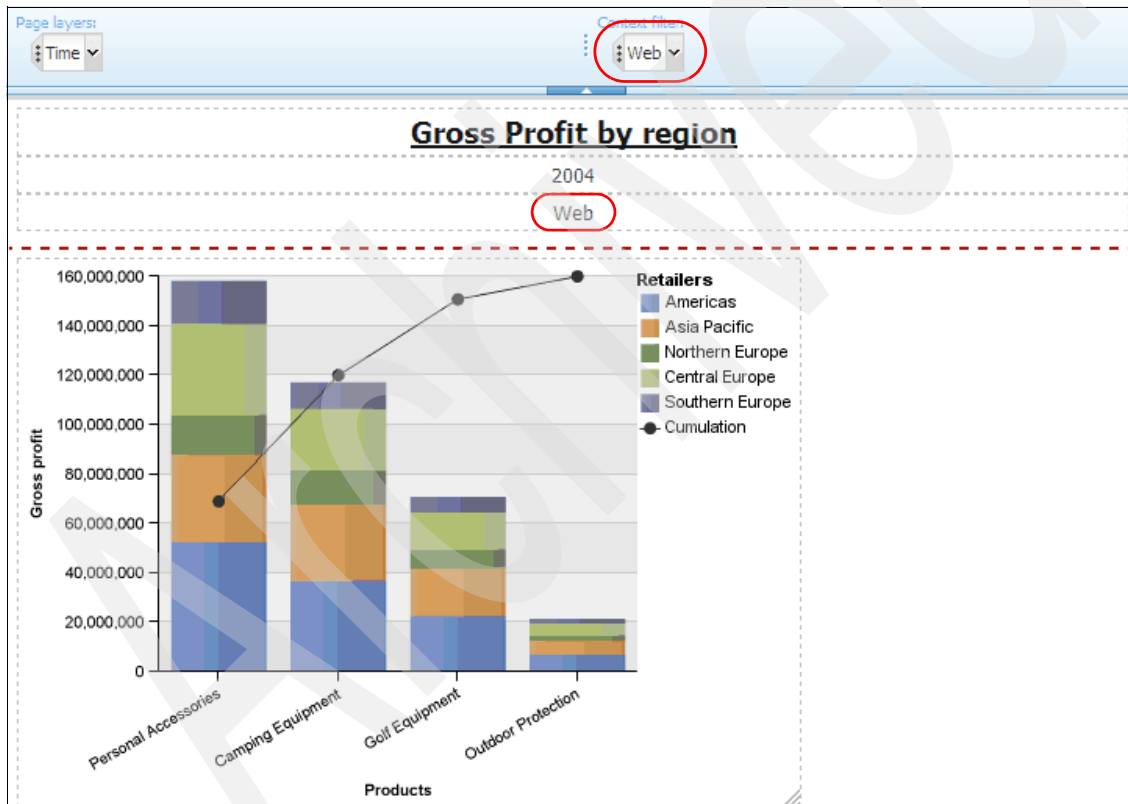 Page layers:
Context filter:
Time
Web
Gross Profit by region
2004
Web
160,000,000
140,000,000
120,000,000
100,000,000
80,000,000
60,000,000
40,000,000
20,000,000
0
Gross profit
Personal Accessories
Camping Equipment
Golf Equipment
Outdoor Protection
Products
Retailers
Americas
Asia Pacific
Northern Europe
Central Europe
Southern Europe
Cumulation
Archived